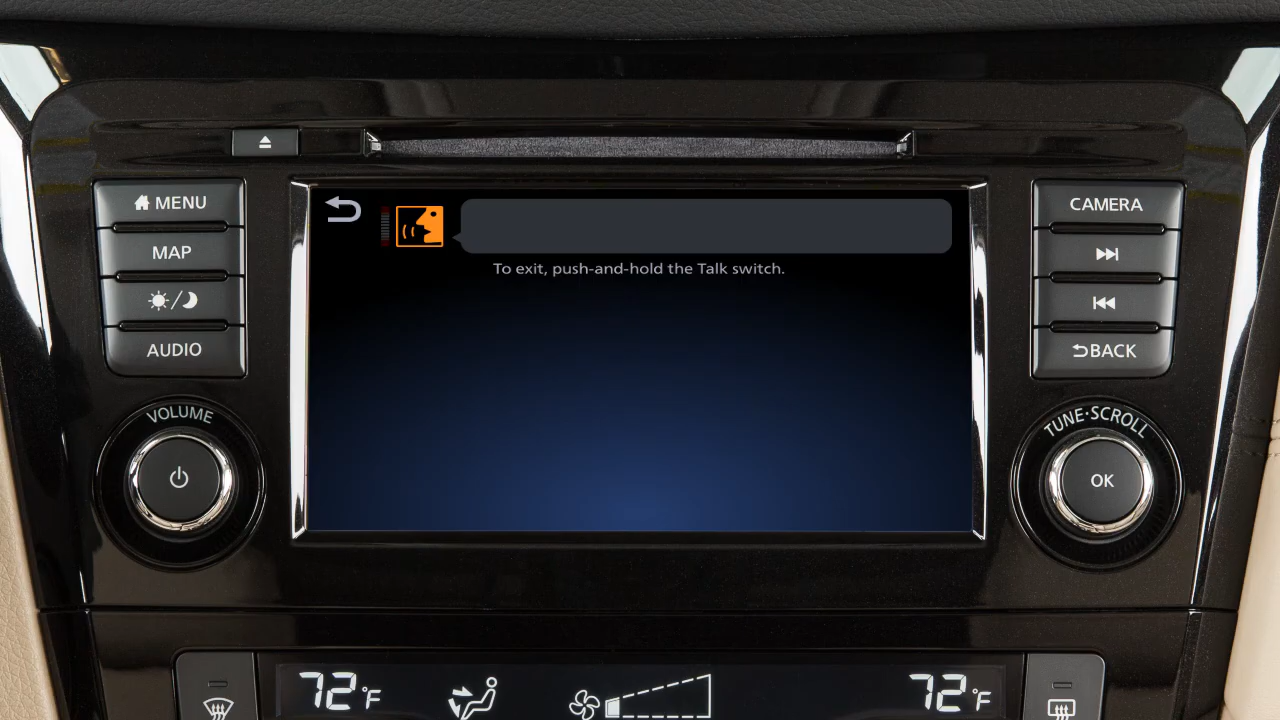 MENU
MAP
AUDIO
VOLUME
To exit, push-and-hold the Talk switch.
CAMERA
BACK
TUNE·SCROLL
OK
72°F
72°F